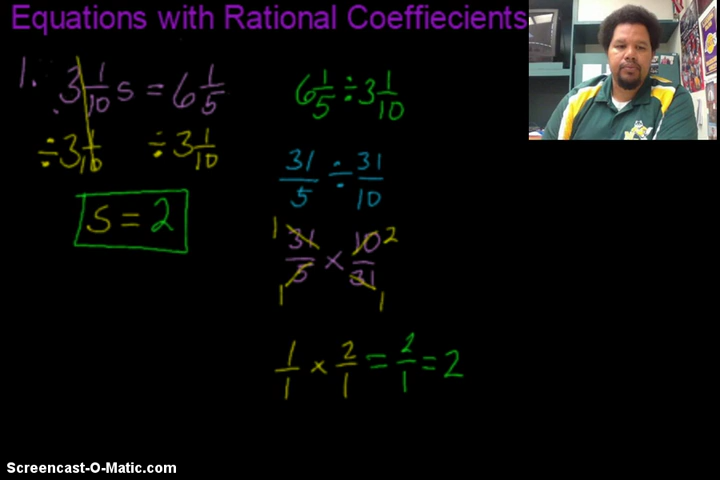 Equations with Rational Coeffiecients
1. 3 1/10 s = 6 1/5
÷ 3 1/10 ÷ 3 1/10
s = 2
6 1/5 ÷ 3 1/10
31/5 ÷ 31/10
1 31/5 1 × 10/31 2 1
1/1 × 2/1 = 2/1 = 2
Screencast-O-Matic.com